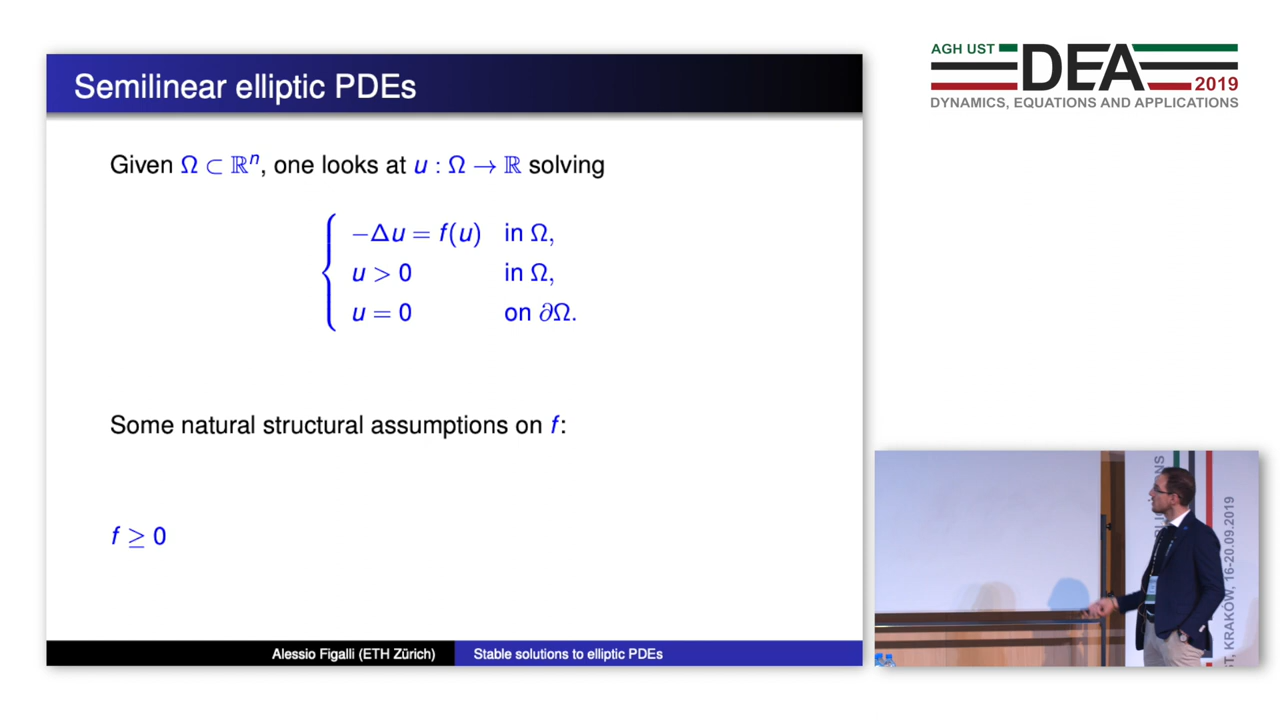 AGH UST
DEA
2019
DYNAMICS, EQUATIONS AND APPLICATIONS
Semilinear elliptic PDEs
Given Ω ⊂ ℝⁿ, one looks at u : Ω → ℝ solving
−Δu = f(u) in Ω,
u > 0 in Ω,
u = 0 on ∂Ω.
Some natural structural assumptions on f:
f ≥ 0
Alessio Figalli (ETH Zürich)
Stable solutions to elliptic PDEs
KRAKÓW, 16-20.09.2019